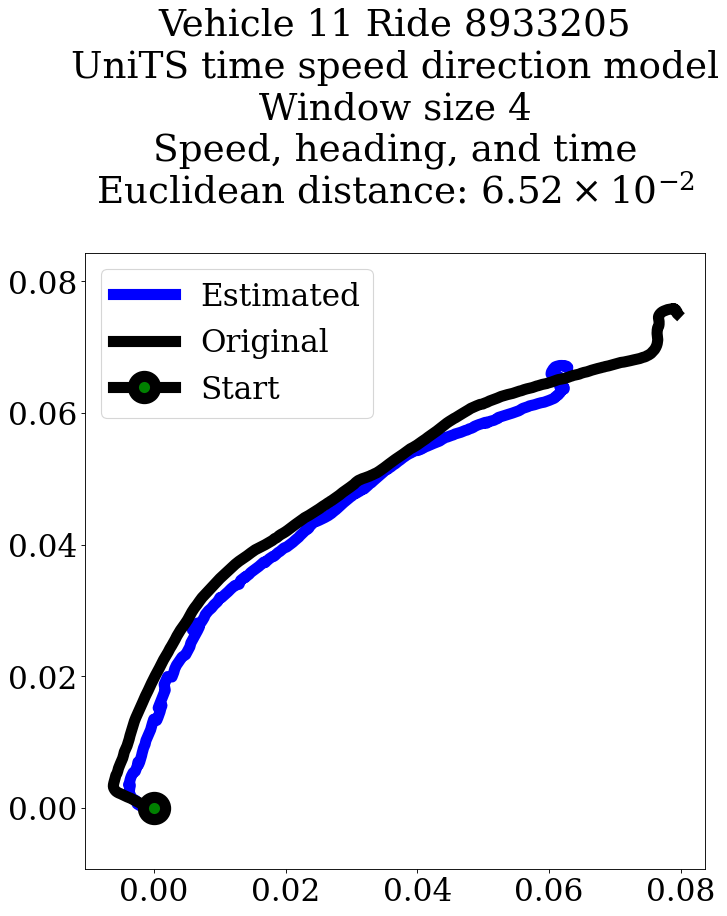 Vehicle 11 Ride 8933205
UniTS time speed direction model
Window size 4
Speed, heading, and time
Euclidean distance: 6.52 × 10⁻²
Estimated
Original
Start
0.08
0.06
0.04
0.02
0.00
0.00 0.02 0.04 0.06 0.08